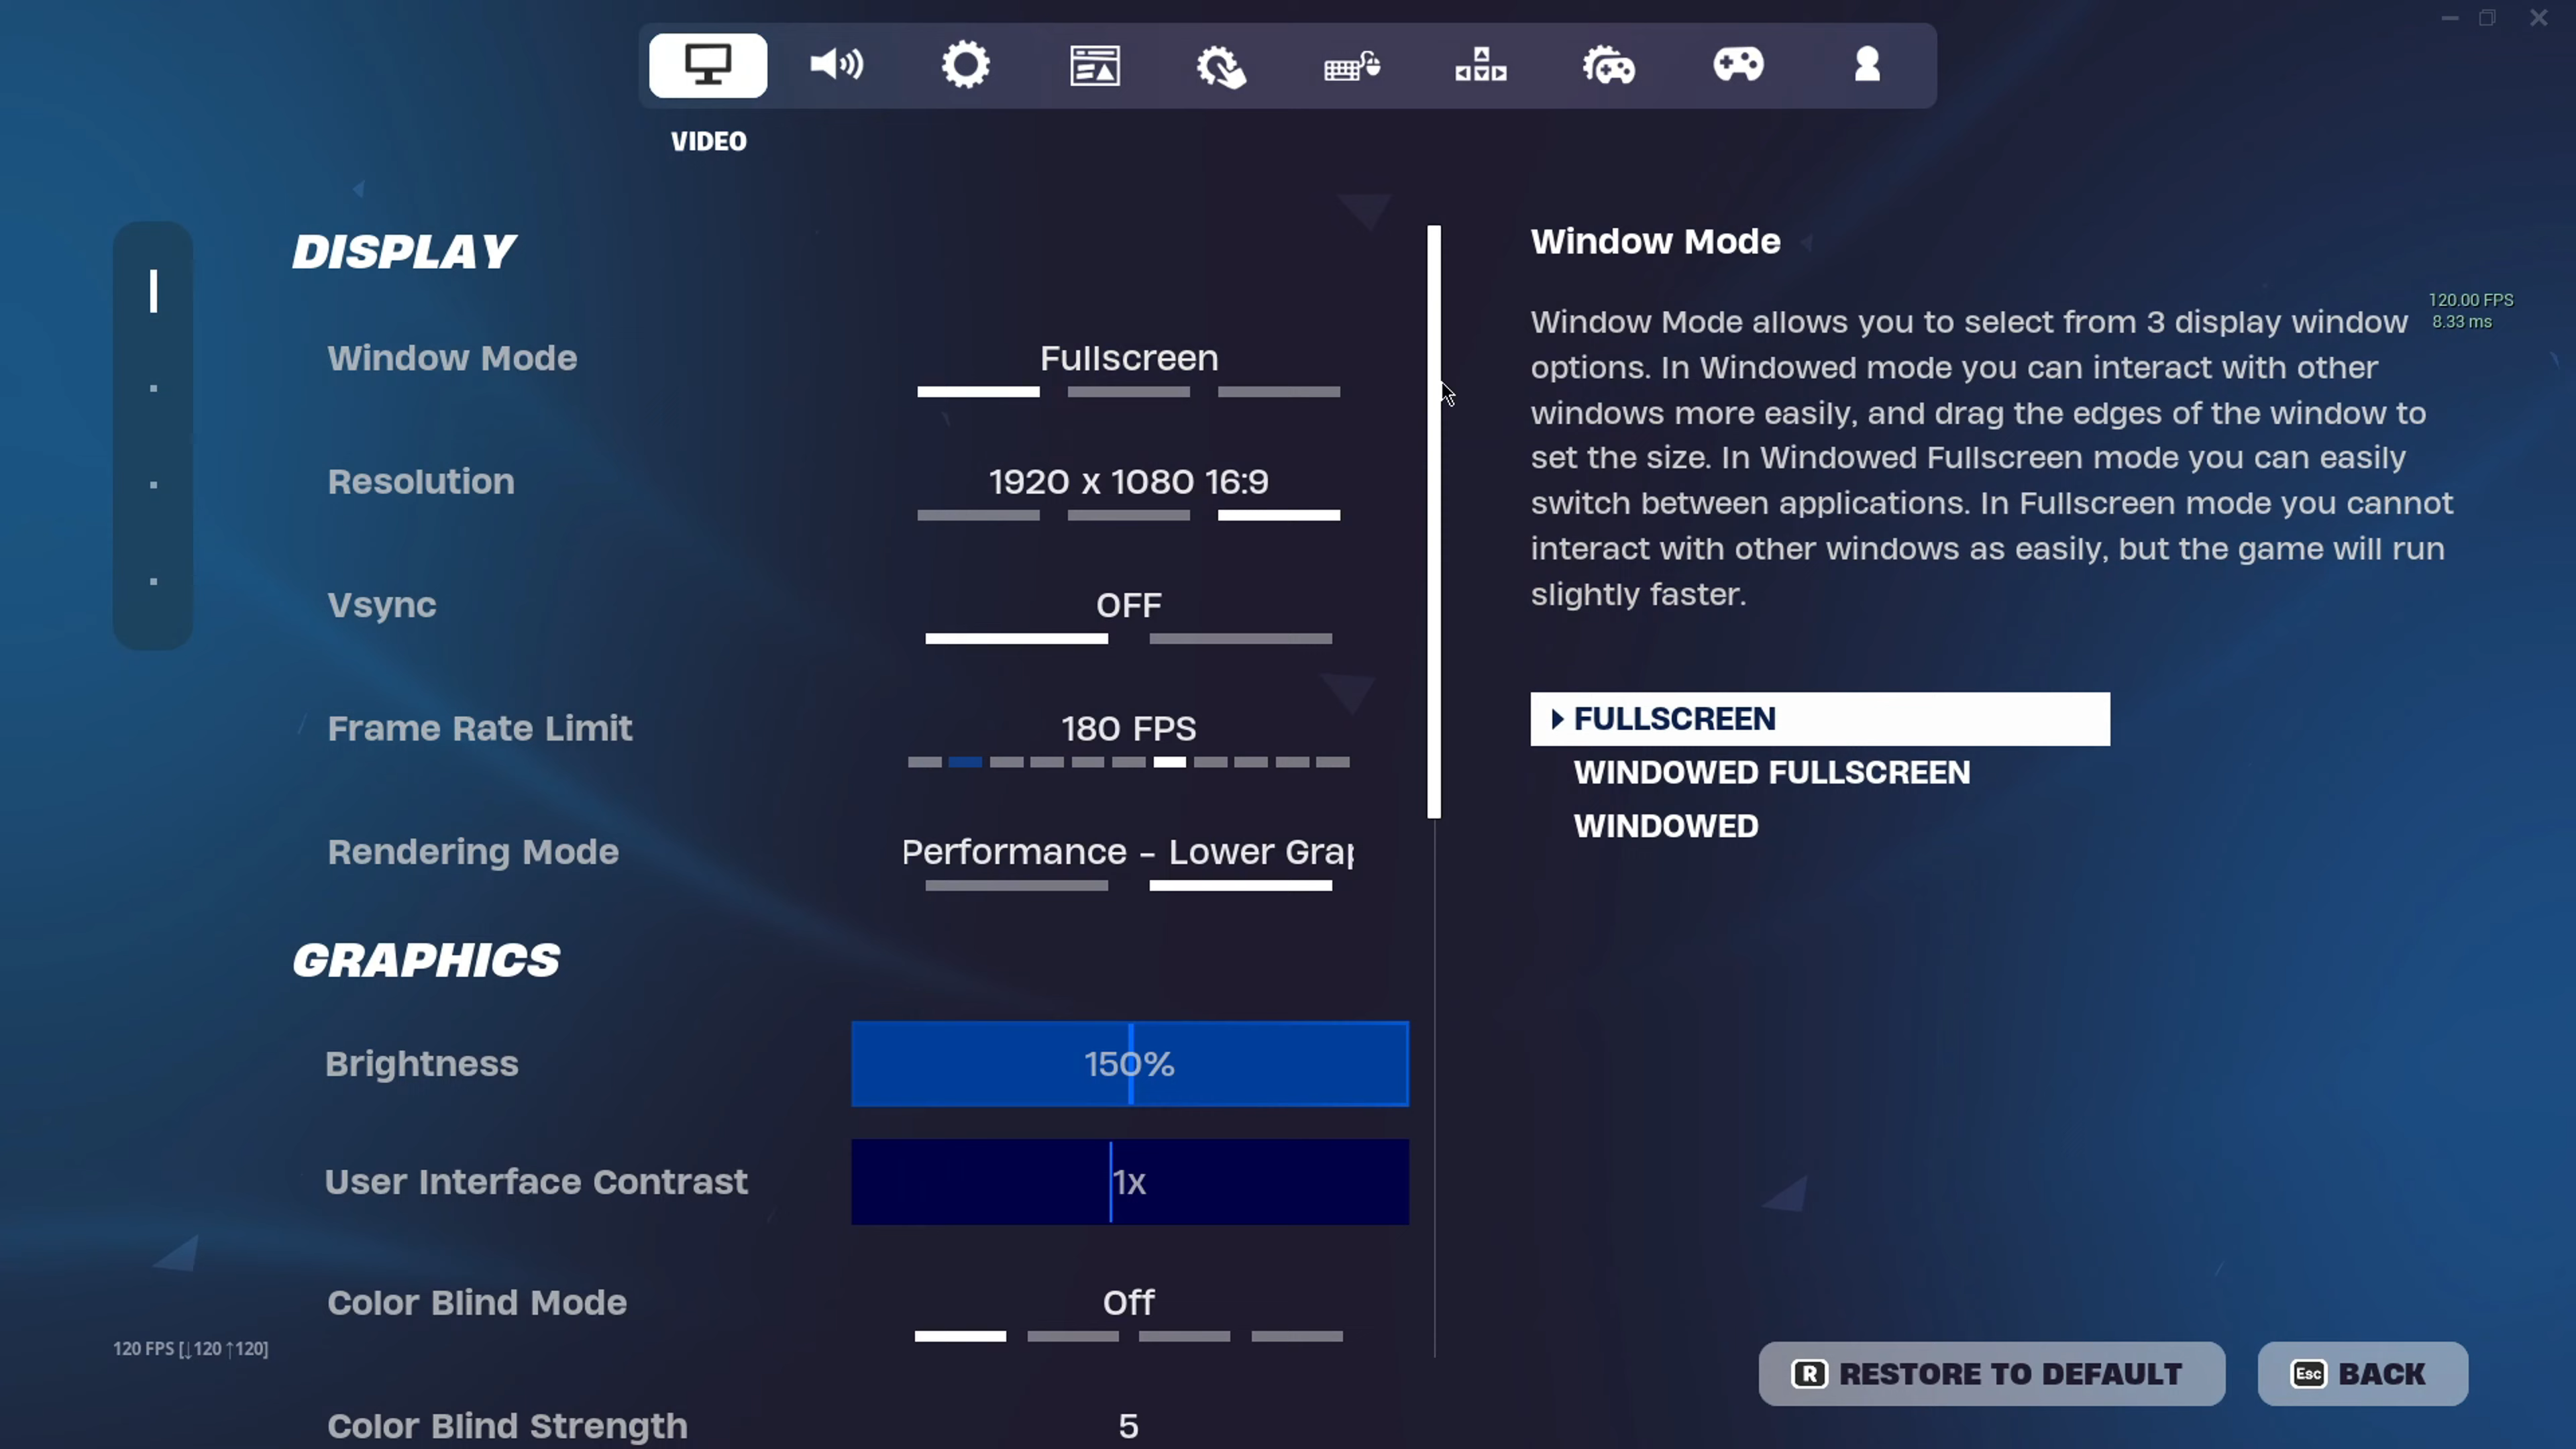 VIDEO
DISPLAY
Window Mode
Fullscreen
Resolution
1920 x 1080 16:9
Vsync
OFF
Frame Rate Limit
180 FPS
Rendering Mode
Performance – Lower Grap
GRAPHICS
Brightness
150%
User Interface Contrast
1x
Color Blind Mode
Off
Color Blind Strength
5
120 FPS [↓120 ↑120]
Window Mode
120.00 FPS
8.33 ms
Window Mode allows you to select from 3 display window
options. In Windowed mode you can interact with other
windows more easily, and drag the edges of the window to
set the size. In Windowed Fullscreen mode you can easily
switch between applications. In Fullscreen mode you cannot
interact with other windows as easily, but the game will run
slightly faster.
FULLSCREEN
WINDOWED FULLSCREEN
WINDOWED
R RESTORE TO DEFAULT
Esc BACK